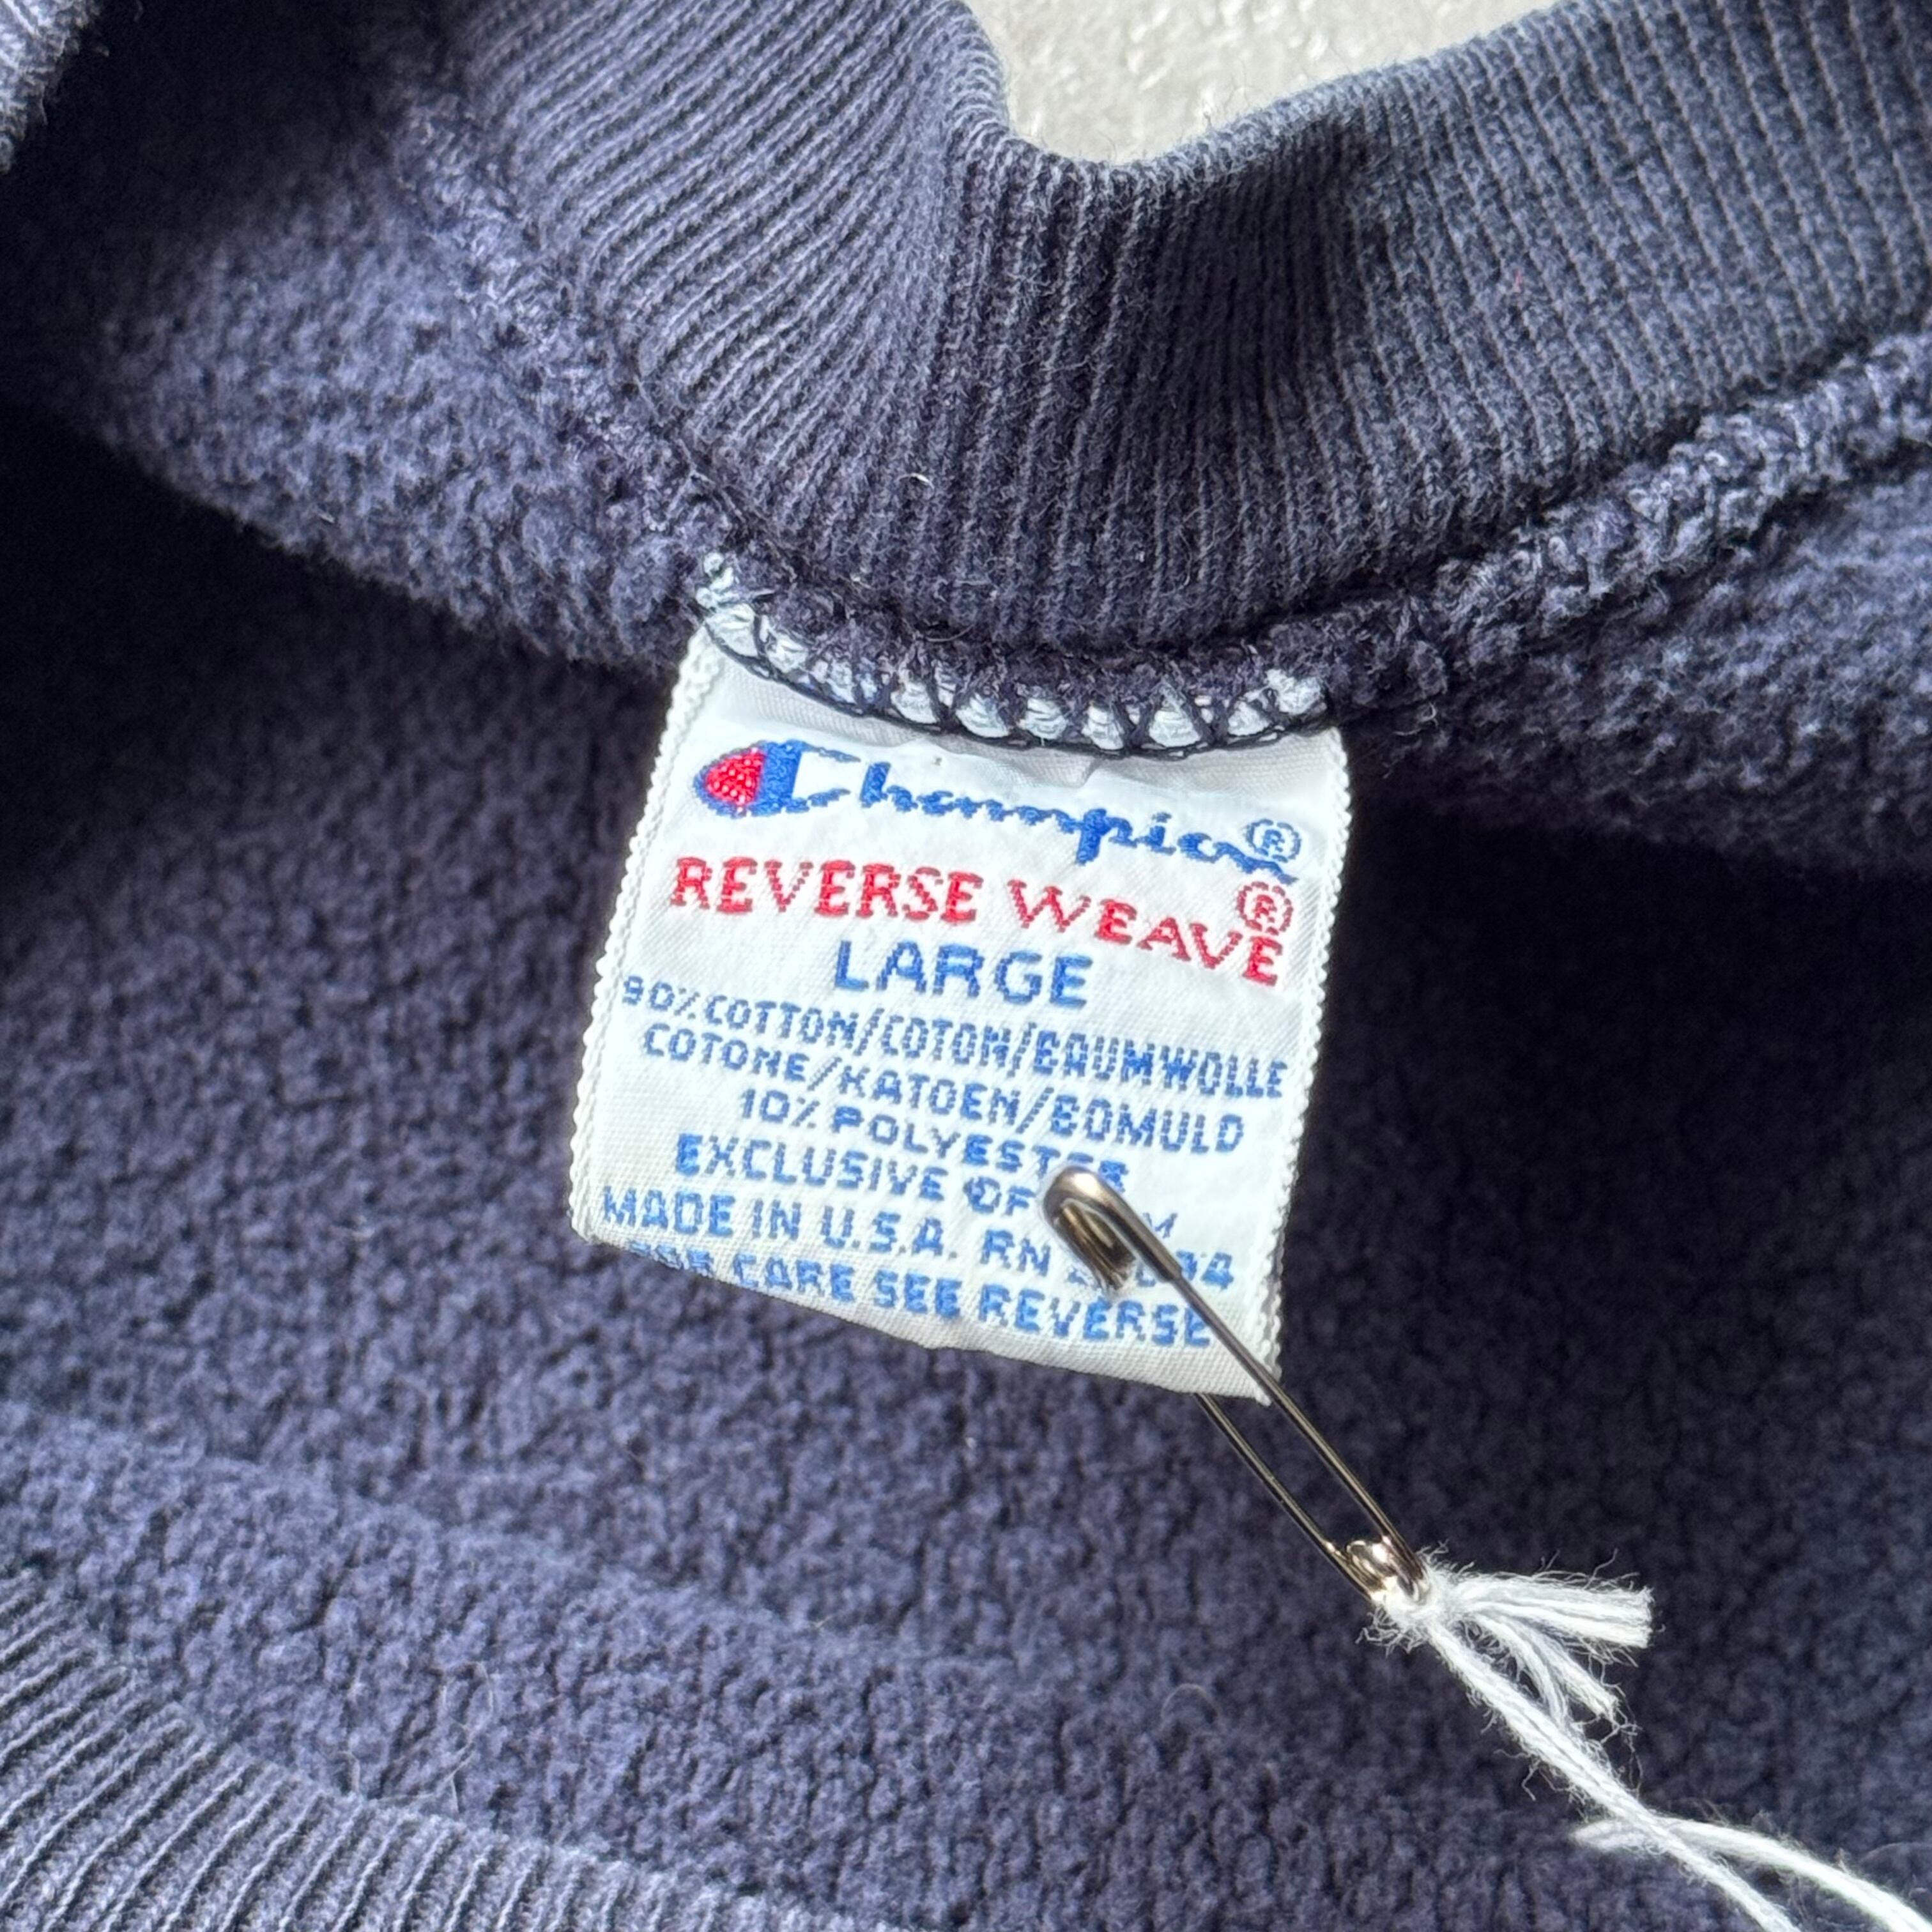 Champion®
REVERSE WEAVE®
LARGE
90% COTTON/COTON/BAUMWOLLE
COTONE/KATOEN/BOMULD
10% POLYESTER
EXCLUSIVE OF
MADE IN U.S.A. RN
FOR CARE SEE REVERSE